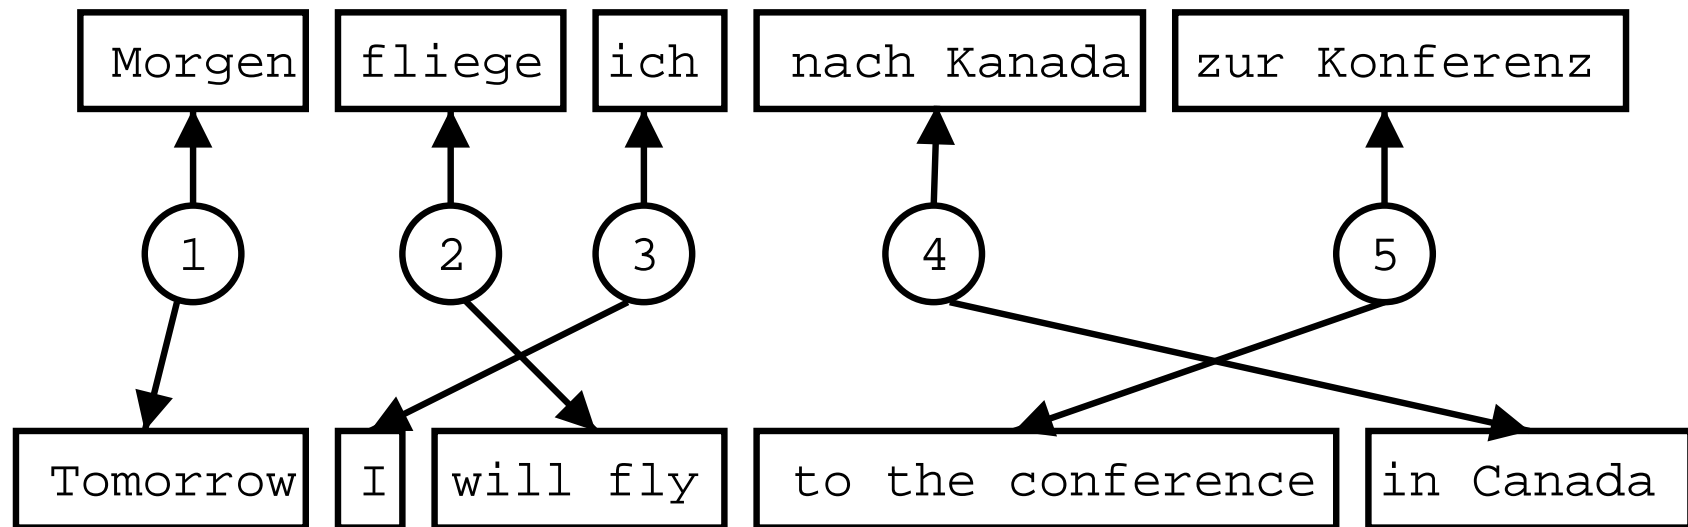 Morgen fliege ich nach Kanada zur Konferenz
1 2 3 4 5
Tomorrow I will fly to the conference in Canada